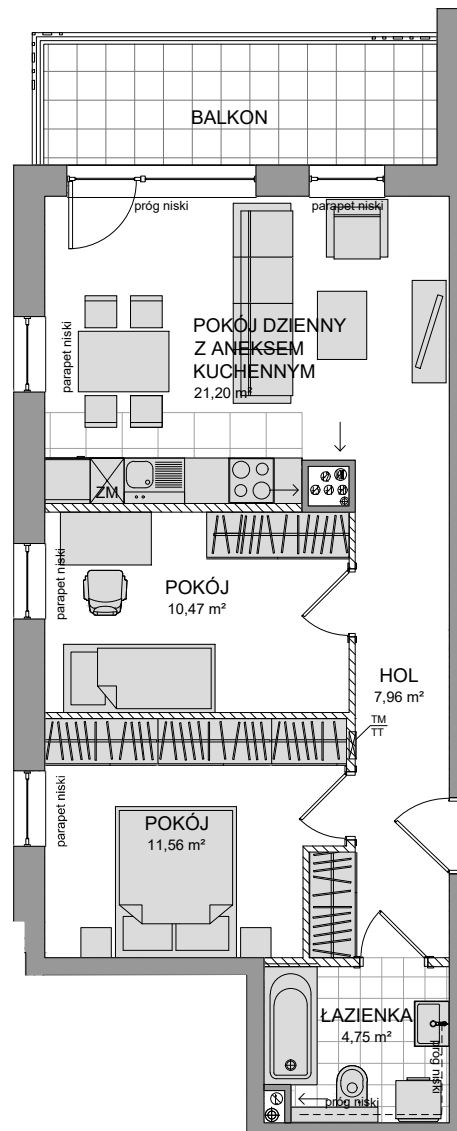 BALKON
próg niski
parapet niski
parapet niski
POKÓJ DZIENNY
Z ANEKSEM
KUCHENNYM
21,20 m²
ZM
parapet niski
POKÓJ
10,47 m²
HOL
7,96 m²
TM
TT
parapet niski
POKÓJ
11,56 m²
ŁAZIENKA
4,75 m²
próg niski
próg niski